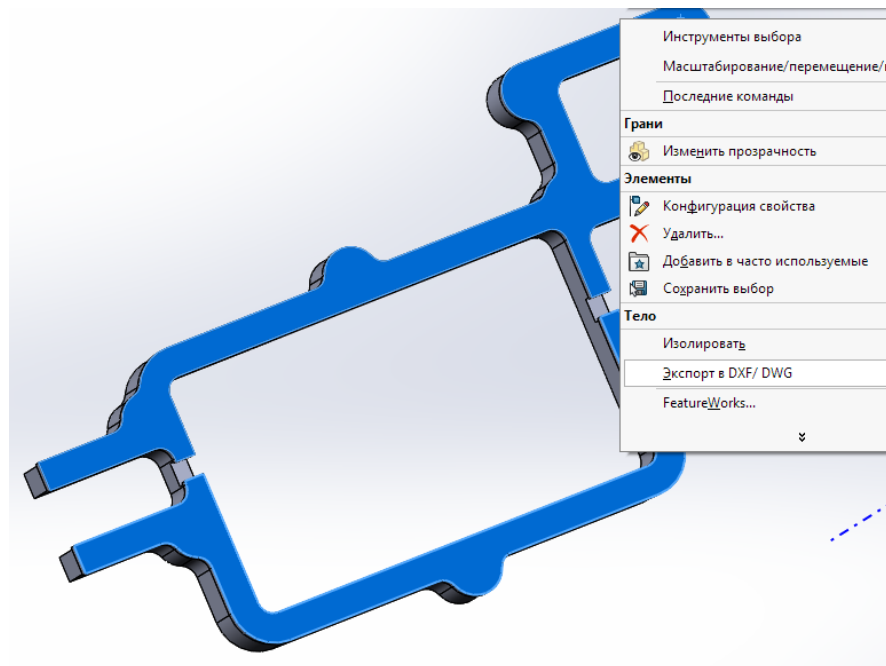 Инструменты выбора
Масштабирование/перемещение/
Последние команды
Грани
Изменить прозрачность
Элементы
Конфигурация свойства
Удалить...
Добавить в часто используемые
Сохранить выбор
Тело
Изолировать
Экспорт в DXF/ DWG
FeatureWorks...